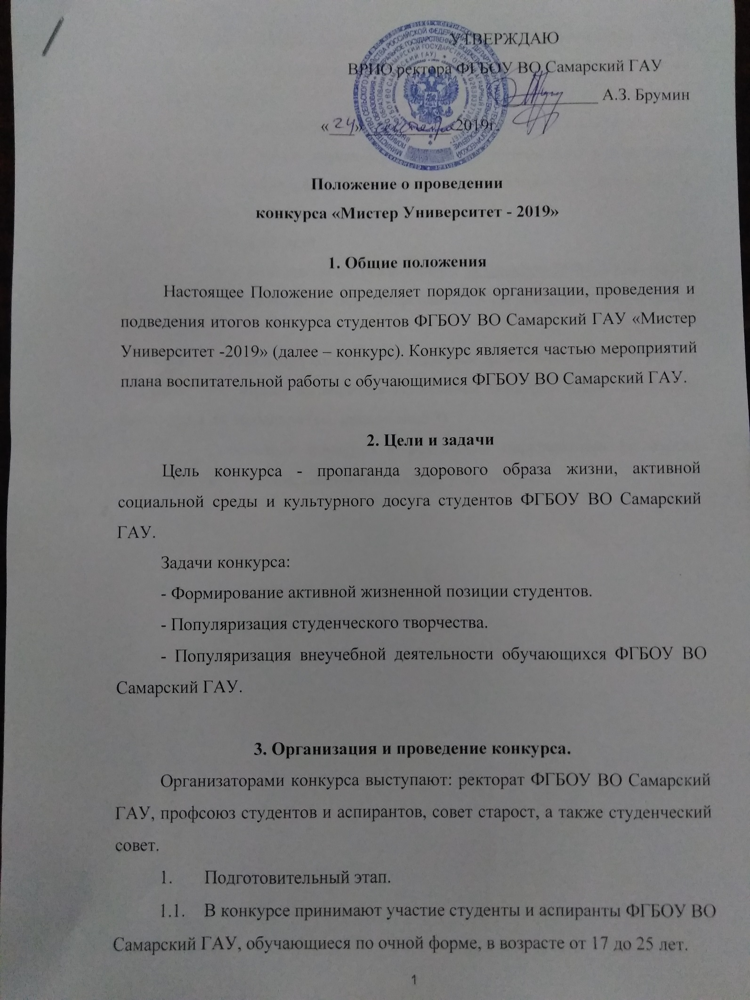 УТВЕРЖДАЮ
ВРИО ректора ФГБОУ ВО Самарский ГАУ
А.З. Брумин
«24» 2019г
Положение о проведении
конкурса «Мистер Университет - 2019»
1. Общие положения
Настоящее Положение определяет порядок организации, проведения и
подведения итогов конкурса студентов ФГБОУ ВО Самарский ГАУ «Мистер
Университет -2019» (далее – конкурс). Конкурс является частью мероприятий
плана воспитательной работы с обучающимися ФГБОУ ВО Самарский ГАУ.
2. Цели и задачи
Цель конкурса - пропаганда здорового образа жизни, активной
социальной среды и культурного досуга студентов ФГБОУ ВО Самарский
ГАУ.
Задачи конкурса:
- Формирование активной жизненной позиции студентов.
- Популяризация студенческого творчества.
- Популяризация внеучебной деятельности обучающихся ФГБОУ ВО
Самарский ГАУ.
3. Организация и проведение конкурса.
Организаторами конкурса выступают: ректорат ФГБОУ ВО Самарский
ГАУ, профсоюз студентов и аспирантов, совет старост, а также студенческий
совет.
1. Подготовительный этап.
1.1. В конкурсе принимают участие студенты и аспиранты ФГБОУ ВО
Самарский ГАУ, обучающиеся по очной форме, в возрасте от 17 до 25 лет.
1